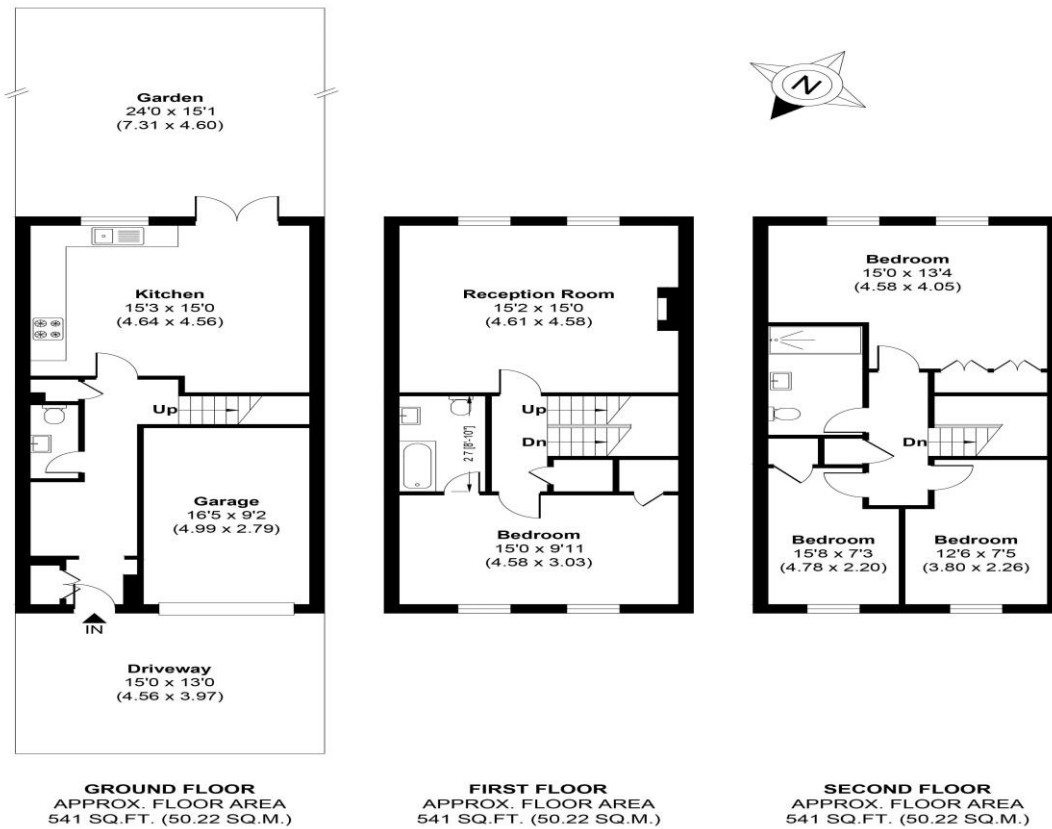 Garden
24'0 x 15'1
(7.31 x 4.60)
N
Kitchen
15'3 x 15'0
(4.64 x 4.56)
Up
Garage
16'5 x 9'2
(4.99 x 2.79)
IN
Driveway
15'0 x 13'0
(4.56 x 3.97)
GROUND FLOOR
APPROX. FLOOR AREA
541 SQ.FT. (50.22 SQ.M.)
Reception Room
15'2 x 15'0
(4.61 x 4.58)
Up
Dn
2.7 [8'-10"]
Bedroom
15'0 x 9'11
(4.58 x 3.03)
FIRST FLOOR
APPROX. FLOOR AREA
541 SQ.FT. (50.22 SQ.M.)
Bedroom
15'0 x 13'4
(4.58 x 4.05)
Dn
Bedroom
15'8 x 7'3
(4.78 x 2.20)
Bedroom
12'6 x 7'5
(3.80 x 2.26)
SECOND FLOOR
APPROX. FLOOR AREA
541 SQ.FT. (50.22 SQ.M.)